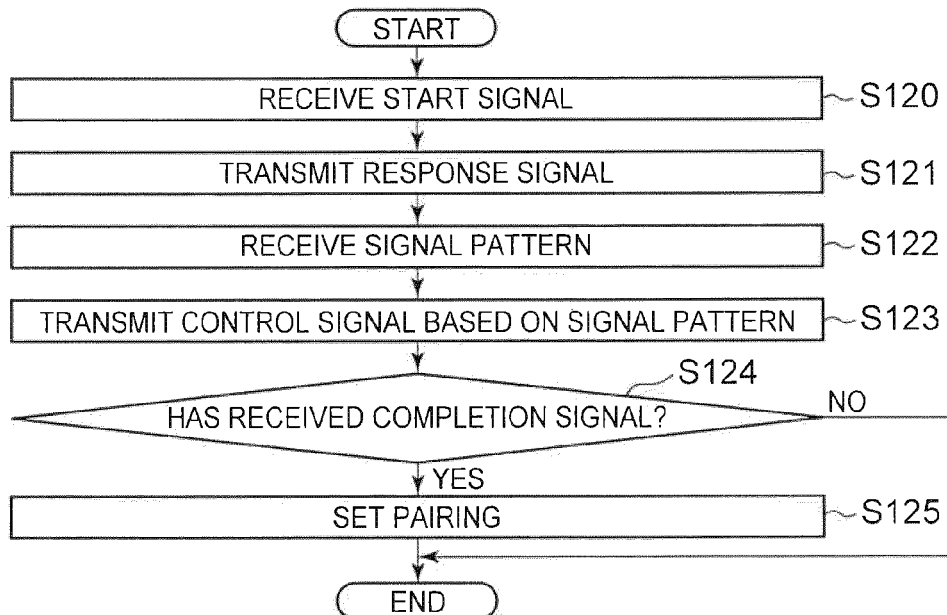 START
RECEIVE START SIGNAL
S120
TRANSMIT RESPONSE SIGNAL
S121
RECEIVE SIGNAL PATTERN
S122
TRANSMIT CONTROL SIGNAL BASED ON SIGNAL PATTERN
S123
S124
HAS RECEIVED COMPLETION SIGNAL?
NO
YES
SET PAIRING
S125
END